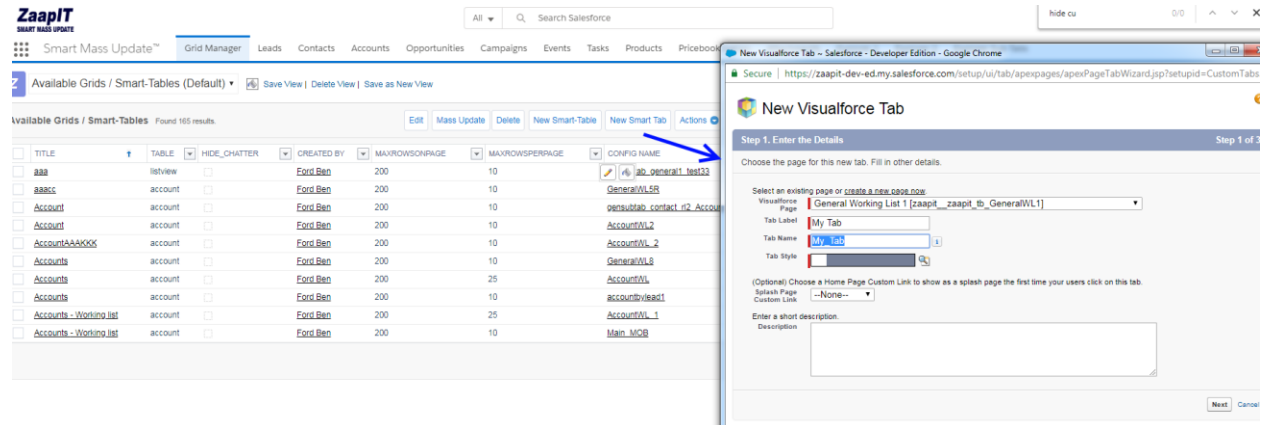 ZaapIT
SMART MASS UPDATE
All
Search Salesforce
hide cu
0/0
Smart Mass Update™
Grid Manager Leads Contacts Accounts Opportunities Campaigns Events Tasks Products Pricebook
Available Grids / Smart-Tables (Default)
Save View | Delete View | Save as New View
Available Grids / Smart-Tables Found 165 results.
Edit Mass Update Delete New Smart-Table New Smart Tab Actions
TITLE TABLE HIDE_CHATTER CREATED BY MAXROWSONPAGE MAXROWSPERPAGE CONFIG NAME
aaa listview Ford Ben 200 10 ab_general1_test33
aaacc account Ford Ben 200 10 GeneralWL5R
Account account Ford Ben 200 10 gensubtab_contact_rl2_Accou
Account account Ford Ben 200 10 AccountWL2
AccountAAAKKK account Ford Ben 200 10 AccountWL_2
Accounts account Ford Ben 200 10 GeneralWL8
Accounts account Ford Ben 200 25 AccountWL
Accounts account Ford Ben 200 10 accountbylead1
Accounts - Working list account Ford Ben 200 25 AccountWL_1
Accounts - Working list account Ford Ben 200 10 Main_MOB
New Visualforce Tab ~ Salesforce - Developer Edition - Google Chrome
Secure | https://zaapit-dev-ed.my.salesforce.com/setup/ui/tab/apexpages/apexPageTabWizard.jsp?setupid=CustomTabs
New Visualforce Tab
Step 1. Enter the Details Step 1 of 3
Choose the page for this new tab. Fill in other details.
Select an existing page or create a new page now.
Visualforce Page General Working List 1 [zaapit__zaapit_tb_GeneralWL1]
Tab Label My Tab
Tab Name My_Tab
Tab Style
(Optional) Choose a Home Page Custom Link to show as a splash page the first time your users click on this tab.
Splash Page Custom Link --None--
Enter a short description.
Description
Next Cancel